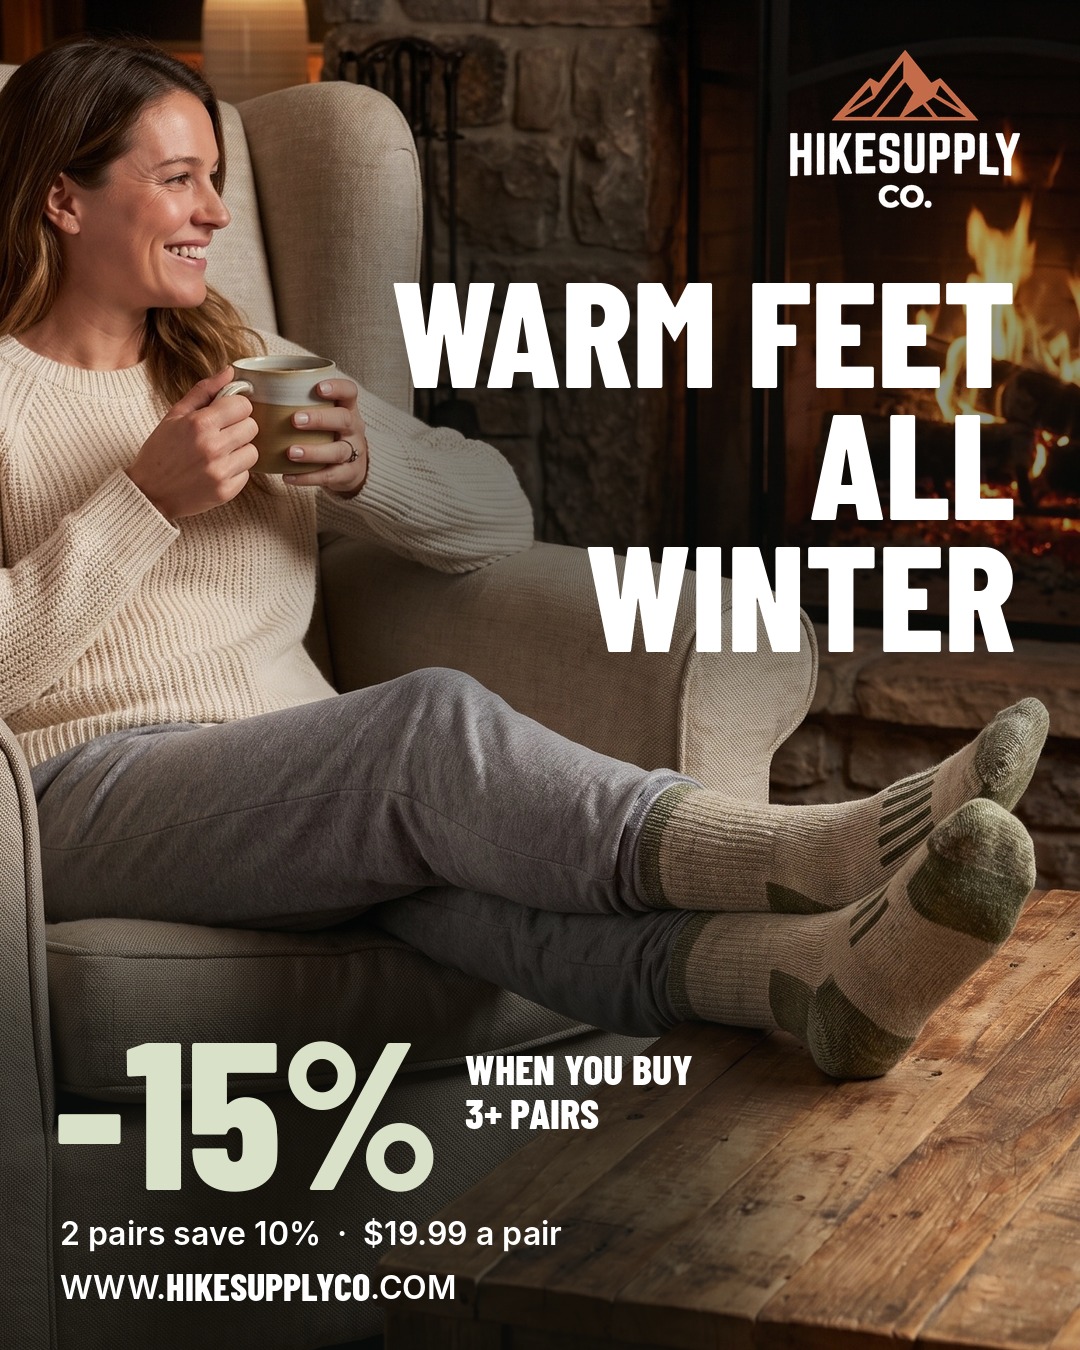 HIKESUPPLY
CO.
WARM FEET
ALL
WINTER
-15%
WHEN YOU BUY
3+ PAIRS
2 pairs save 10% · $19.99 a pair
WWW.HIKESUPPLYCO.COM